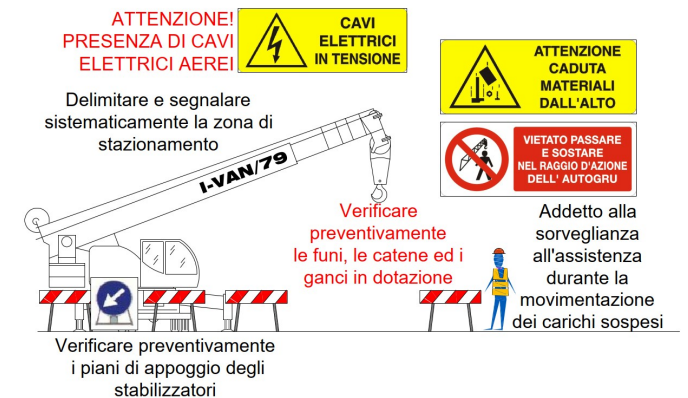 ATTENZIONE!
PRESENZA DI CAVI
ELETTRICI AEREI
CAVI
ELETTRICI
IN TENSIONE
ATTENZIONE
CADUTA
MATERIALI
DALL'ALTO
Delimitare e segnalare
sistematicamente la zona di
stazionamento
VIETATO PASSARE
E SOSTARE
NEL RAGGIO D'AZIONE
DELL' AUTOGRU
I-VAN/79
Verificare
preventivamente
le funi, le catene ed i
ganci in dotazione
Addetto alla
sorveglianza
all'assistenza
durante la
movimentazione
dei carichi sospesi
Verificare preventivamente
i piani di appoggio degli
stabilizzatori